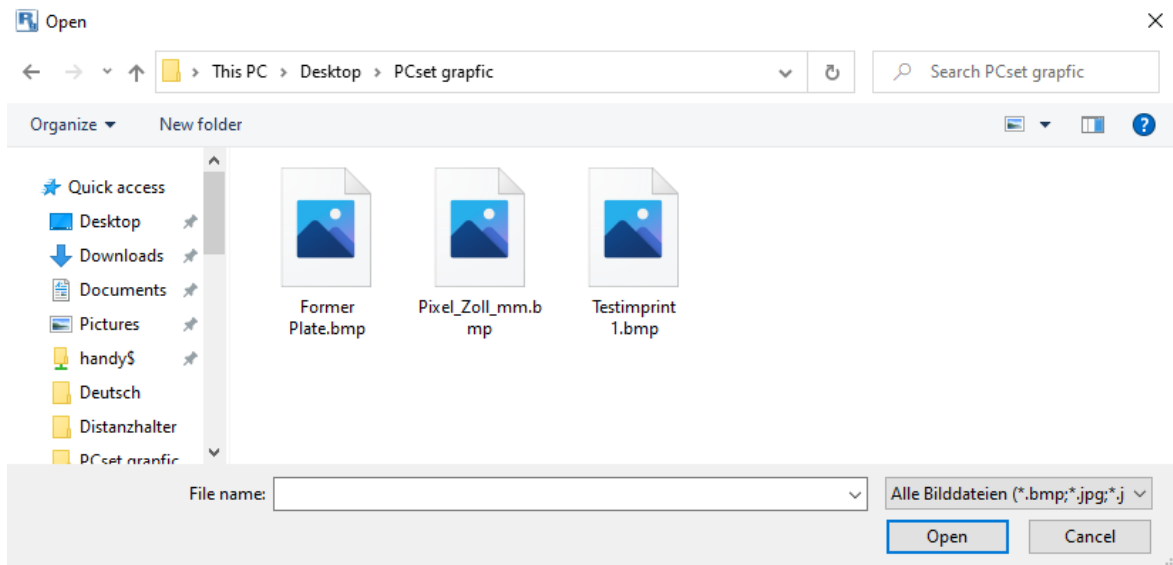 Open
This PC > Desktop > PCset grapfic
Search PCset grapfic
Organize
New folder
Quick access
Desktop
Downloads
Documents
Pictures
handy$
Deutsch
Distanzhalter
PCset grapfic
Former
Plate.bmp
Pixel_Zoll_mm.b
mp
Testimprint
1.bmp
File name:
Alle Bilddateien (*.bmp;*.jpg;*.j
Open
Cancel